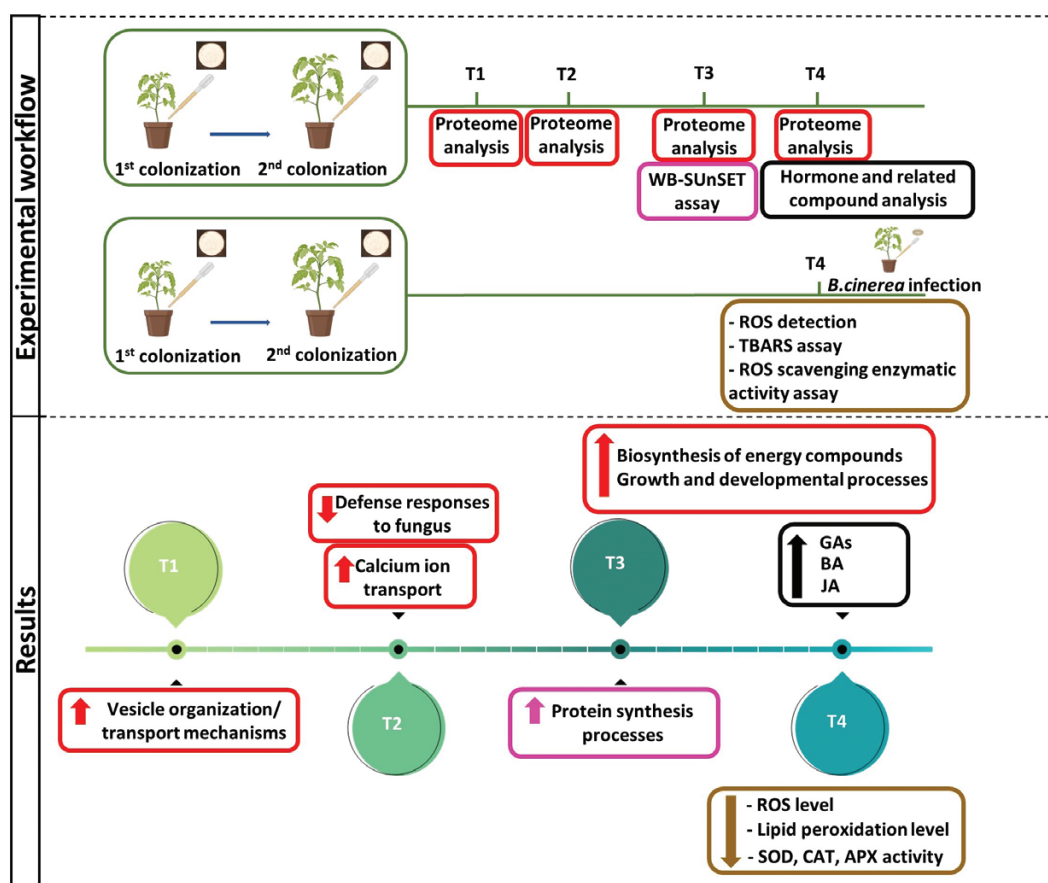 Experimental workflow
1st colonization
2nd colonization
T1
T2
T3
T4
Proteome
analysis
Proteome
analysis
Proteome
analysis
Proteome
analysis
WB-SUnSET
assay
Hormone and related
compound analysis
1st colonization
2nd colonization
T4
B.cinerea infection
- ROS detection
- TBARS assay
- ROS scavenging enzymatic
activity assay
Results
Biosynthesis of energy compounds
Growth and developmental processes
Defense responses
to fungus
Calcium ion
transport
GAs
BA
JA
T1
T3
Vesicle organization/
transport mechanisms
T2
Protein synthesis
processes
T4
- ROS level
- Lipid peroxidation level
- SOD, CAT, APX activity